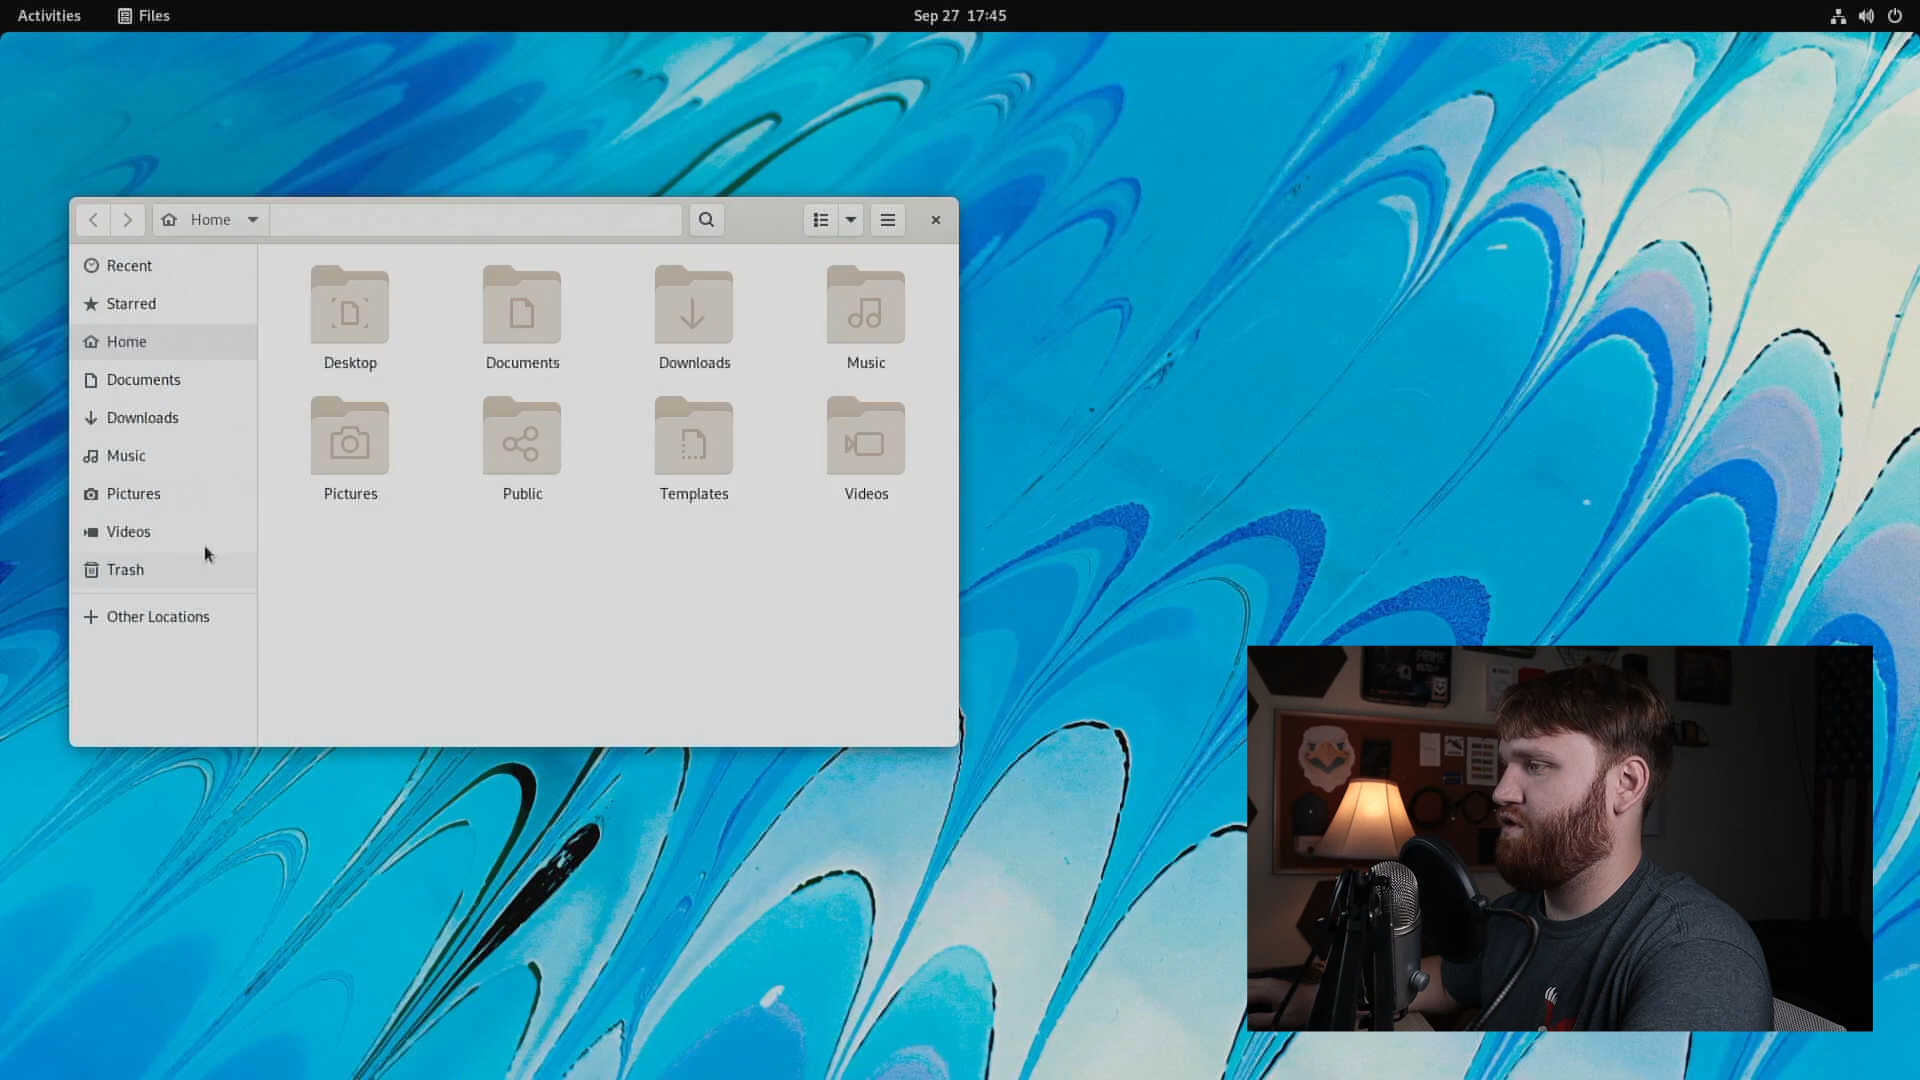 Activities Files Sep 27 17:45
Home
Recent
Starred
Home
Documents
Downloads
Music
Pictures
Videos
Trash
Other Locations
Desktop Documents Downloads Music
Pictures Public Templates Videos
PRIME